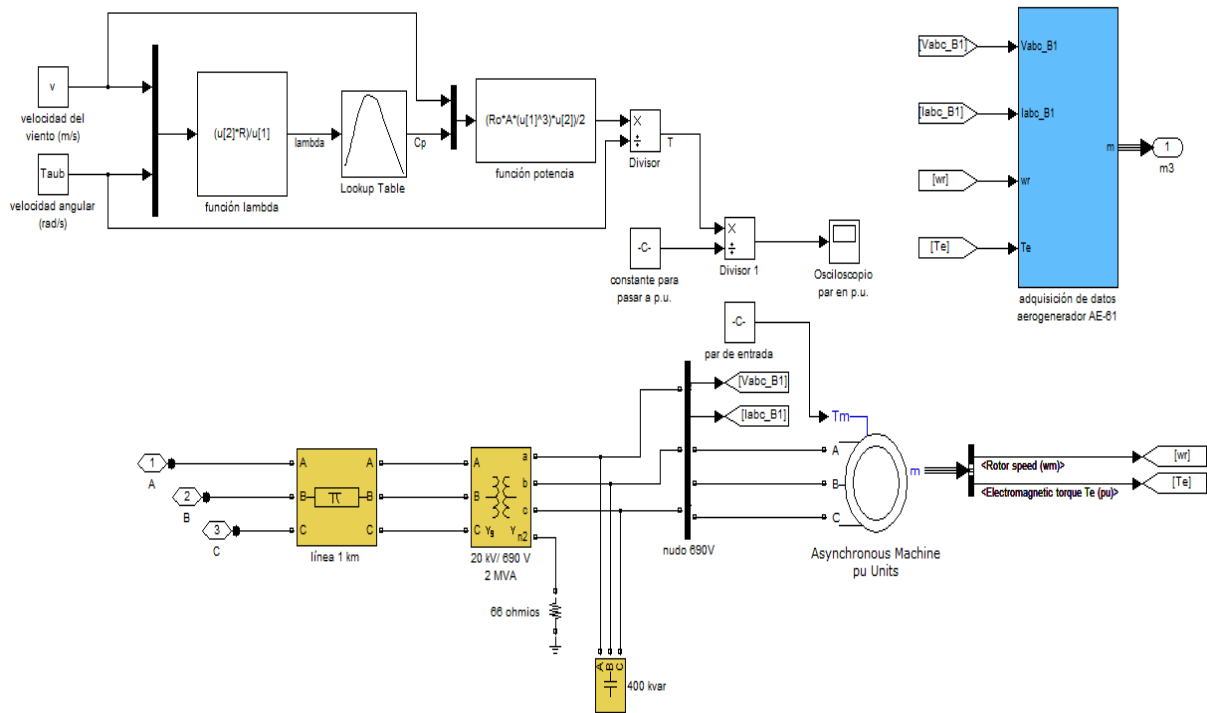 v
velocidad del
viento (m/s)
Taub
velocidad angular
(rad/s)
(u[2]*R)/u[1]
función lambda
lambda
Lookup Table
Cp
(Ro*A*(u[1]^3)*u[2])/2
función potencia
×
÷
Divisor
T
-C-
constante para
pasar a p.u.
×
÷
Divisor 1
Osciloscopio
par en p.u.
[Vabc_B1]
[Iabc_B1]
[wr]
[Te]
Vabc_B1
Iabc_B1
wr
Te
m
adquisición de datos
aerogenerador AE-61
1
m3
-C-
par de entrada
[Vabc_B1]
[Iabc_B1]
nudo 690V
1
A
2
B
3
C
A
B
C
π
A
B
C
línea 1 km
A
B
C
Yg
Y
n2
a
b
c
20 kV/ 690 V
2 MVA
66 ohmios
A
B
C
400 kvar
Tm
A
B
C
m
Asynchronous Machine
pu Units
<Rotor speed (wm)>
<Electromagnetic torque Te (pu)>
[wr]
[Te]